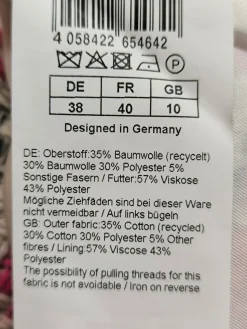 4 058422 654642
P
DE FR GB
38 40 10
Designed in Germany
DE: Oberstoff:35% Baumwolle (recycelt)
30% Baumwolle 30% Polyester 5%
Sonstige Fasern / Futter:57% Viskose
43% Polyester
Mögliche Ziehfäden sind bei dieser Ware
nicht vermeidbar / Auf links bügeln
GB: Outer fabric:35% Cotton (recycled)
30% Cotton 30% Polyester 5% Other
fibres / Lining:57% Viscose 43%
Polyester
The possibility of pulling threads for this
fabric is not avoidable / Iron on reverse